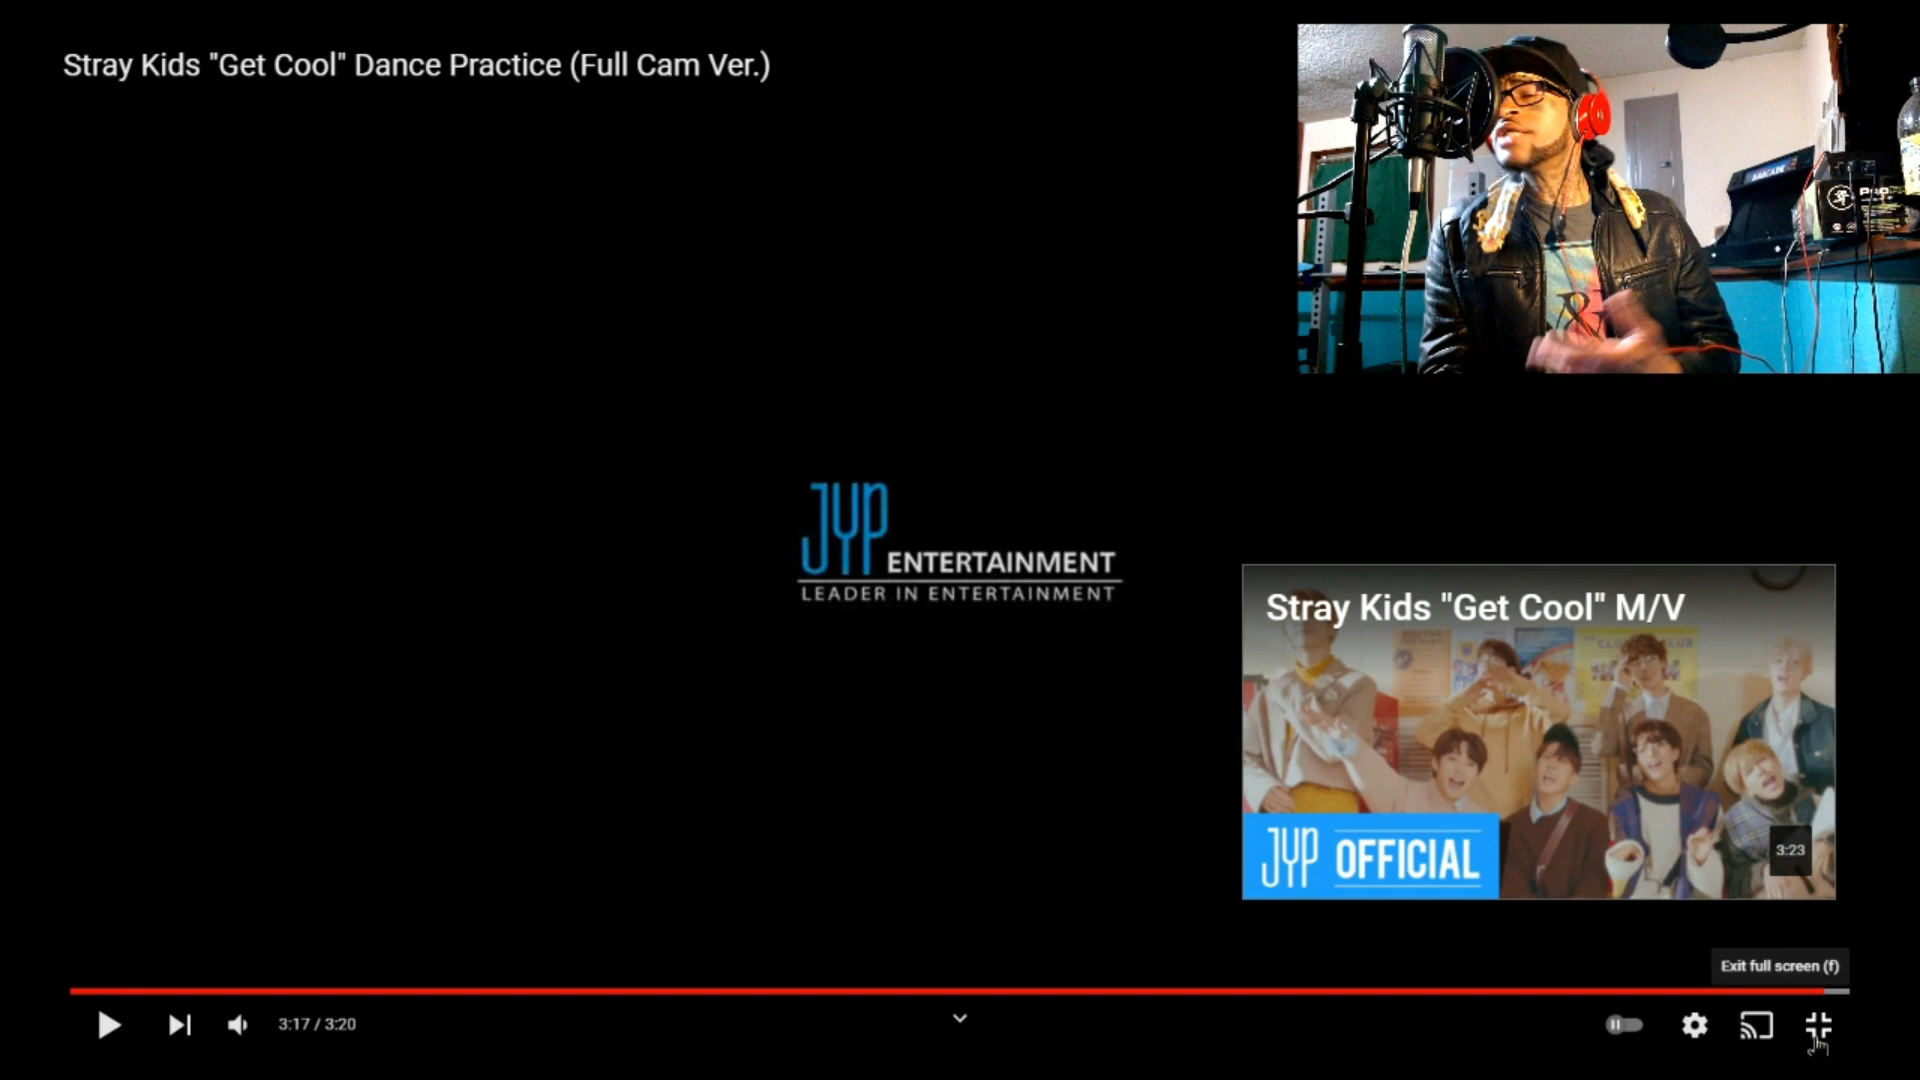 Stray Kids "Get Cool" Dance Practice (Full Cam Ver.)
JYP ENTERTAINMENT
LEADER IN ENTERTAINMENT
Stray Kids "Get Cool" M/V
JYP OFFICIAL
3:23
Exit full screen (f)
3:17 / 3:20